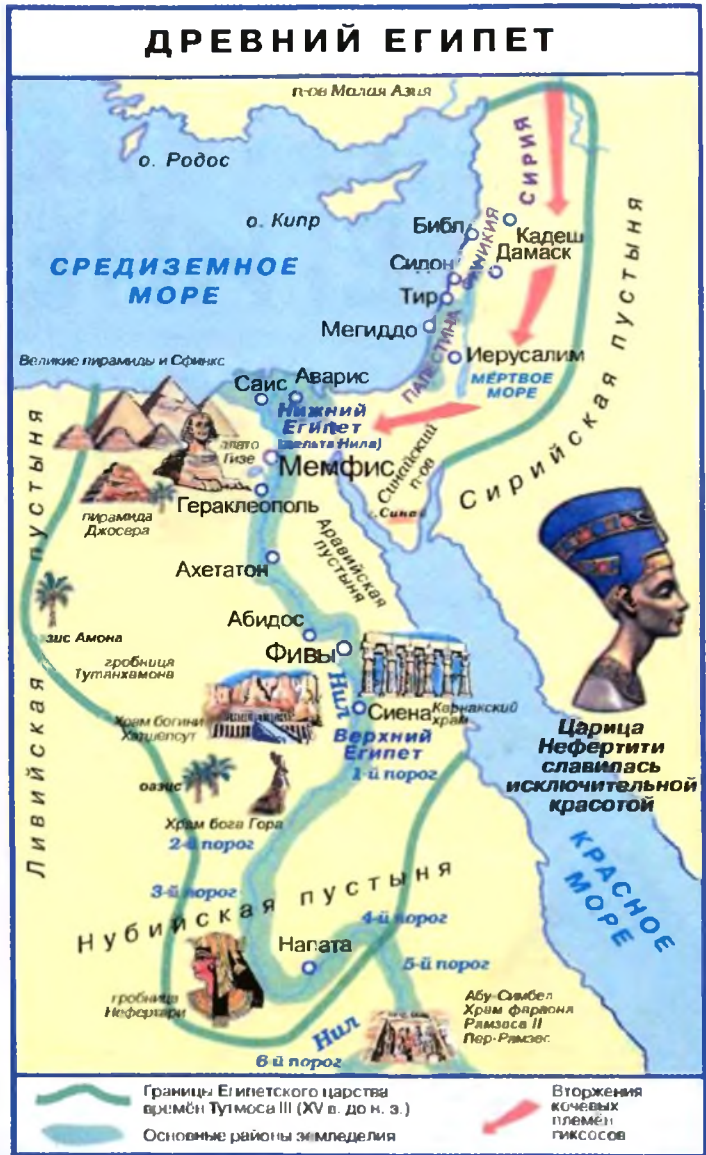 ДРЕВНИЙ ЕГИПЕТ
п-ов Малая Азия
о. Родос
о. Кипр
СИРИЯ
Библ
ФИНИКИЯ
Кадеш
Дамаск
Сидон
Тир
СРЕДИЗЕМНОЕ
МОРЕ
Мегиддо
ПАЛЕСТИНА
Иерусалим
МЁРТВОЕ
МОРЕ
Сирийская пустыня
Великие пирамиды и Сфинкс
Саис
Аварис
Нижний
Египет
(дельта Нила)
плато
Гизе
Мемфис
Синайский
п-ов
г. Синай
пирамида
Джосера
Гераклеополь
Аравийская
пустыня
Ахетатон
Ливийская пустыня
оазис Амона
Абидос
Фивы
гробница
Тутанхамона
Нил
Сиена
Карнакский
храм
Храм богини
Хатшепсут
Верхний
Египет
1-й порог
Царица
Нефертити
славилась
исключительной
красотой
оазис
Храм бога Гора
2-й порог
3-й порог
Нубийская пустыня
4-й порог
Напата
5-й порог
КРАСНОЕ
МОРЕ
гробница
Нефертари
Нил
6-й порог
Абу-Симбел
Храм фараона
Рамзеса II
Пер-Рамзес
Границы Египетского царства
времён Тутмоса III (XV в. до н. э.)
Основные районы земледелия
Вторжения
кочевых
племён
гиксосов